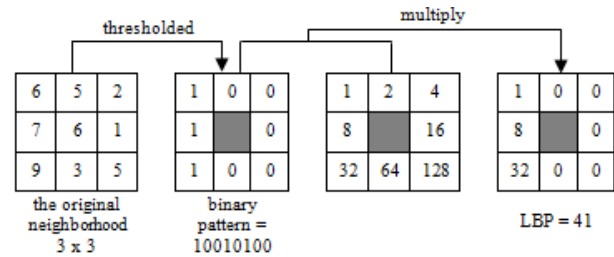 multiply
thresholded
6 5 2
7 6 1
9 3 5
1 0 0
1 0
1 0 0
1 2 4
8 16
32 64 128
1 0 0
8 0
32 0 0
the original
neighborhood
3 x 3
binary
pattern =
10010100
LBP = 41